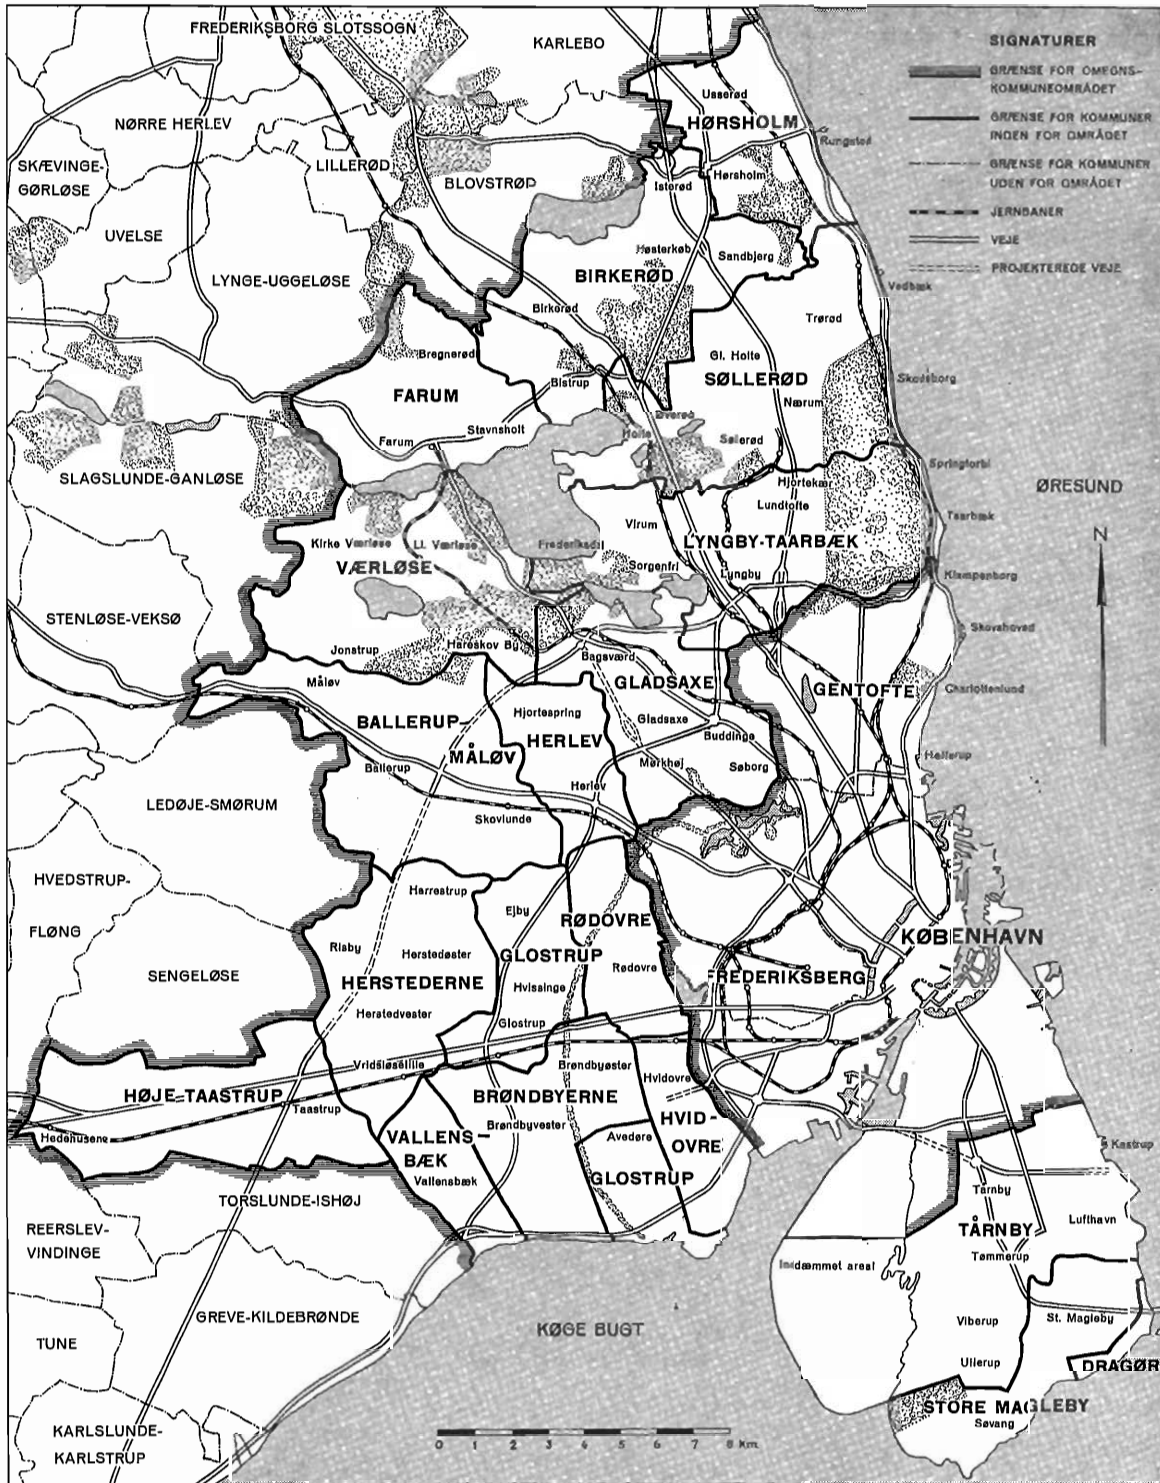 FREDERIKSBORG SLOTSSOGN
KARLEBO
SIGNATURER
GRÆNSE FOR OMEGNS-
KOMMUNEOMRÅDET
GRÆNSE FOR KOMMUNER
INDEN FOR OMRÅDET
GRÆNSE FOR KOMMUNER
UDEN FOR OMRÅDET
JERNBANER
VEJE
PROJEKTEREDE VEJE
Usserød
NØRRE HERLEV
HØRSHOLM
Rungsted
SKÆVINGE-
GØRLØSE
LILLERØD
BLOVSTRØD
Isterød
Hørsholm
UVELSE
Høsterkøb
Sandbjerg
LYNGE-UGGELØSE
BIRKERØD
Vedbæk
Birkerød
Trørød
Bregnerød
Gl. Holte
FARUM
Bistrup
SØLLERØD
Skodsborg
Nærum
Stavnsholt
Øverød
Farum
Holte
Søllerød
SLAGSLUNDE-GANLØSE
Springforbi
Hjortekær
ØRESUND
Lundtofte
Taarbæk
Virum
N
Kirke Værløse
Ll. Værløse
Frederiksdal
LYNGBY-TAARBÆK
VÆRLØSE
Sorgenfri
Lyngby
Klampenborg
STENLØSE-VEKSØ
Skovshoved
Jonstrup
Hareskov By
Bagsværd
Måløv
GLADSAXE
GENTOFTE
Charlottenlund
BALLERUP-
MÅLØV
Hjortespring
HERLEV
Gladsaxe
Buddinge
Hellerup
Ballerup
Mørkhøj
Søborg
Herlev
LEDØJE-SMØRUM
Skovlunde
HVEDSTRUP-
FLØNG
Harrestrup
Ejby
RØDOVRE
Risby
Herstedøster
GLOSTRUP
Rødovre
KØBENHAVN
SENGELØSE
HERSTEDERNE
Hvissinge
FREDERIKSBERG
Herstedvester
Glostrup
Vridsløselille
Brøndbyøster
Hvidovre
HØJE-TAASTRUP
Taastrup
BRØNDBYERNE
Brøndbyvester
HVID-
OVRE
Hedehusene
VALLENS-
BÆK
Avedøre
Kastrup
Vallensbæk
GLOSTRUP
TORSLUNDE-ISHØJ
Tårnby
REERSLEV-
VINDINGE
TÅRNBY
Lufthavn
Tømmerup
Inddæmmet areal
GREVE-KILDEBRØNDE
KØGE BUGT
Viberup
St. Magleby
TUNE
Ullerup
DRAGØR
STORE MAGLEBY
Søvang
KARLSLUNDE-
KARLSTRUP
0 1 2 3 4 5 6 7 8 Km.